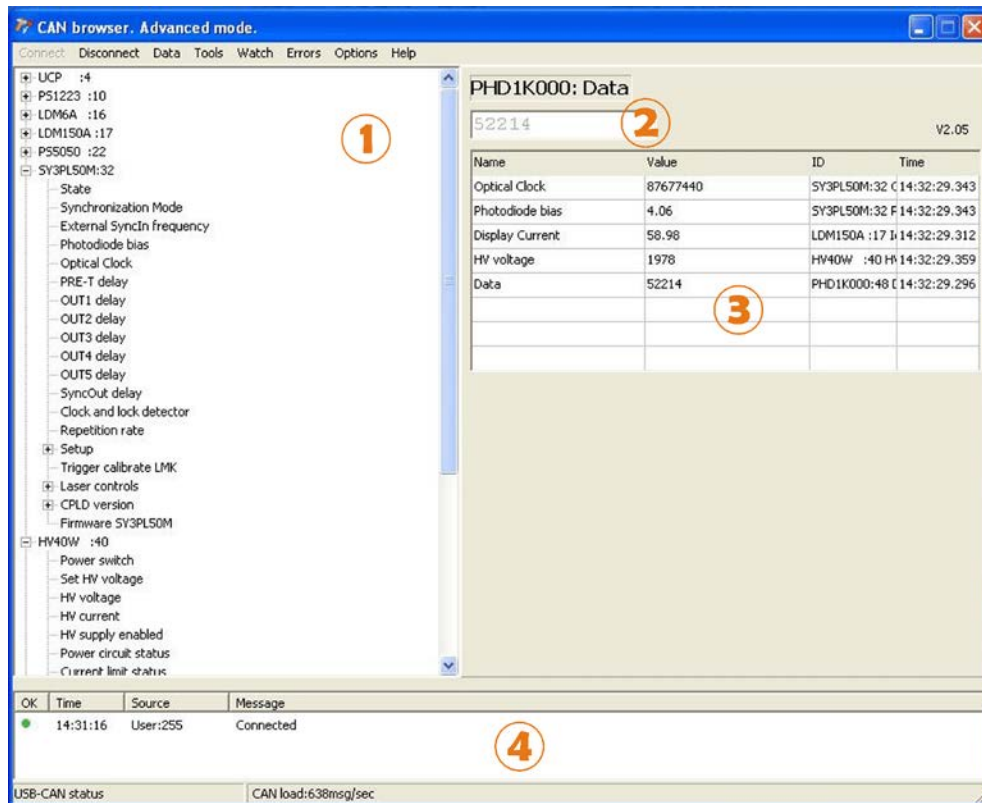 CAN browser. Advanced mode.
Connect Disconnect Data Tools Watch Errors Options Help
UCP :4
PS1223 :10
LDM6A :16
LDM150A :17
PS5050 :22
SY3PL50M:32
State
Synchronization Mode
External SyncIn frequency
Photodiode bias
Optical Clock
PRE-T delay
OUT1 delay
OUT2 delay
OUT3 delay
OUT4 delay
OUT5 delay
SyncOut delay
Clock and lock detector
Repetition rate
Setup
Trigger calibrate LMK
Laser controls
CPLD version
Firmware SY3PL50M
HV40W :40
Power switch
Set HV voltage
HV voltage
HV current
HV supply enabled
Power circuit status
Current limit status
1
PHD1K000: Data
52214
2
V2.05
Name Value ID Time
Optical Clock 87677440 SY3PL50M:32 14:32:29.343
Photodiode bias 4.06 SY3PL50M:32 14:32:29.343
Display Current 58.98 LDM150A :17 14:32:29.312
HV voltage 1978 HV40W :40 14:32:29.359
Data 52214 PHD1K000:48 14:32:29.296
3
OK Time Source Message
14:31:16 User:255 Connected
4
USB-CAN status CAN load:638msg/sec